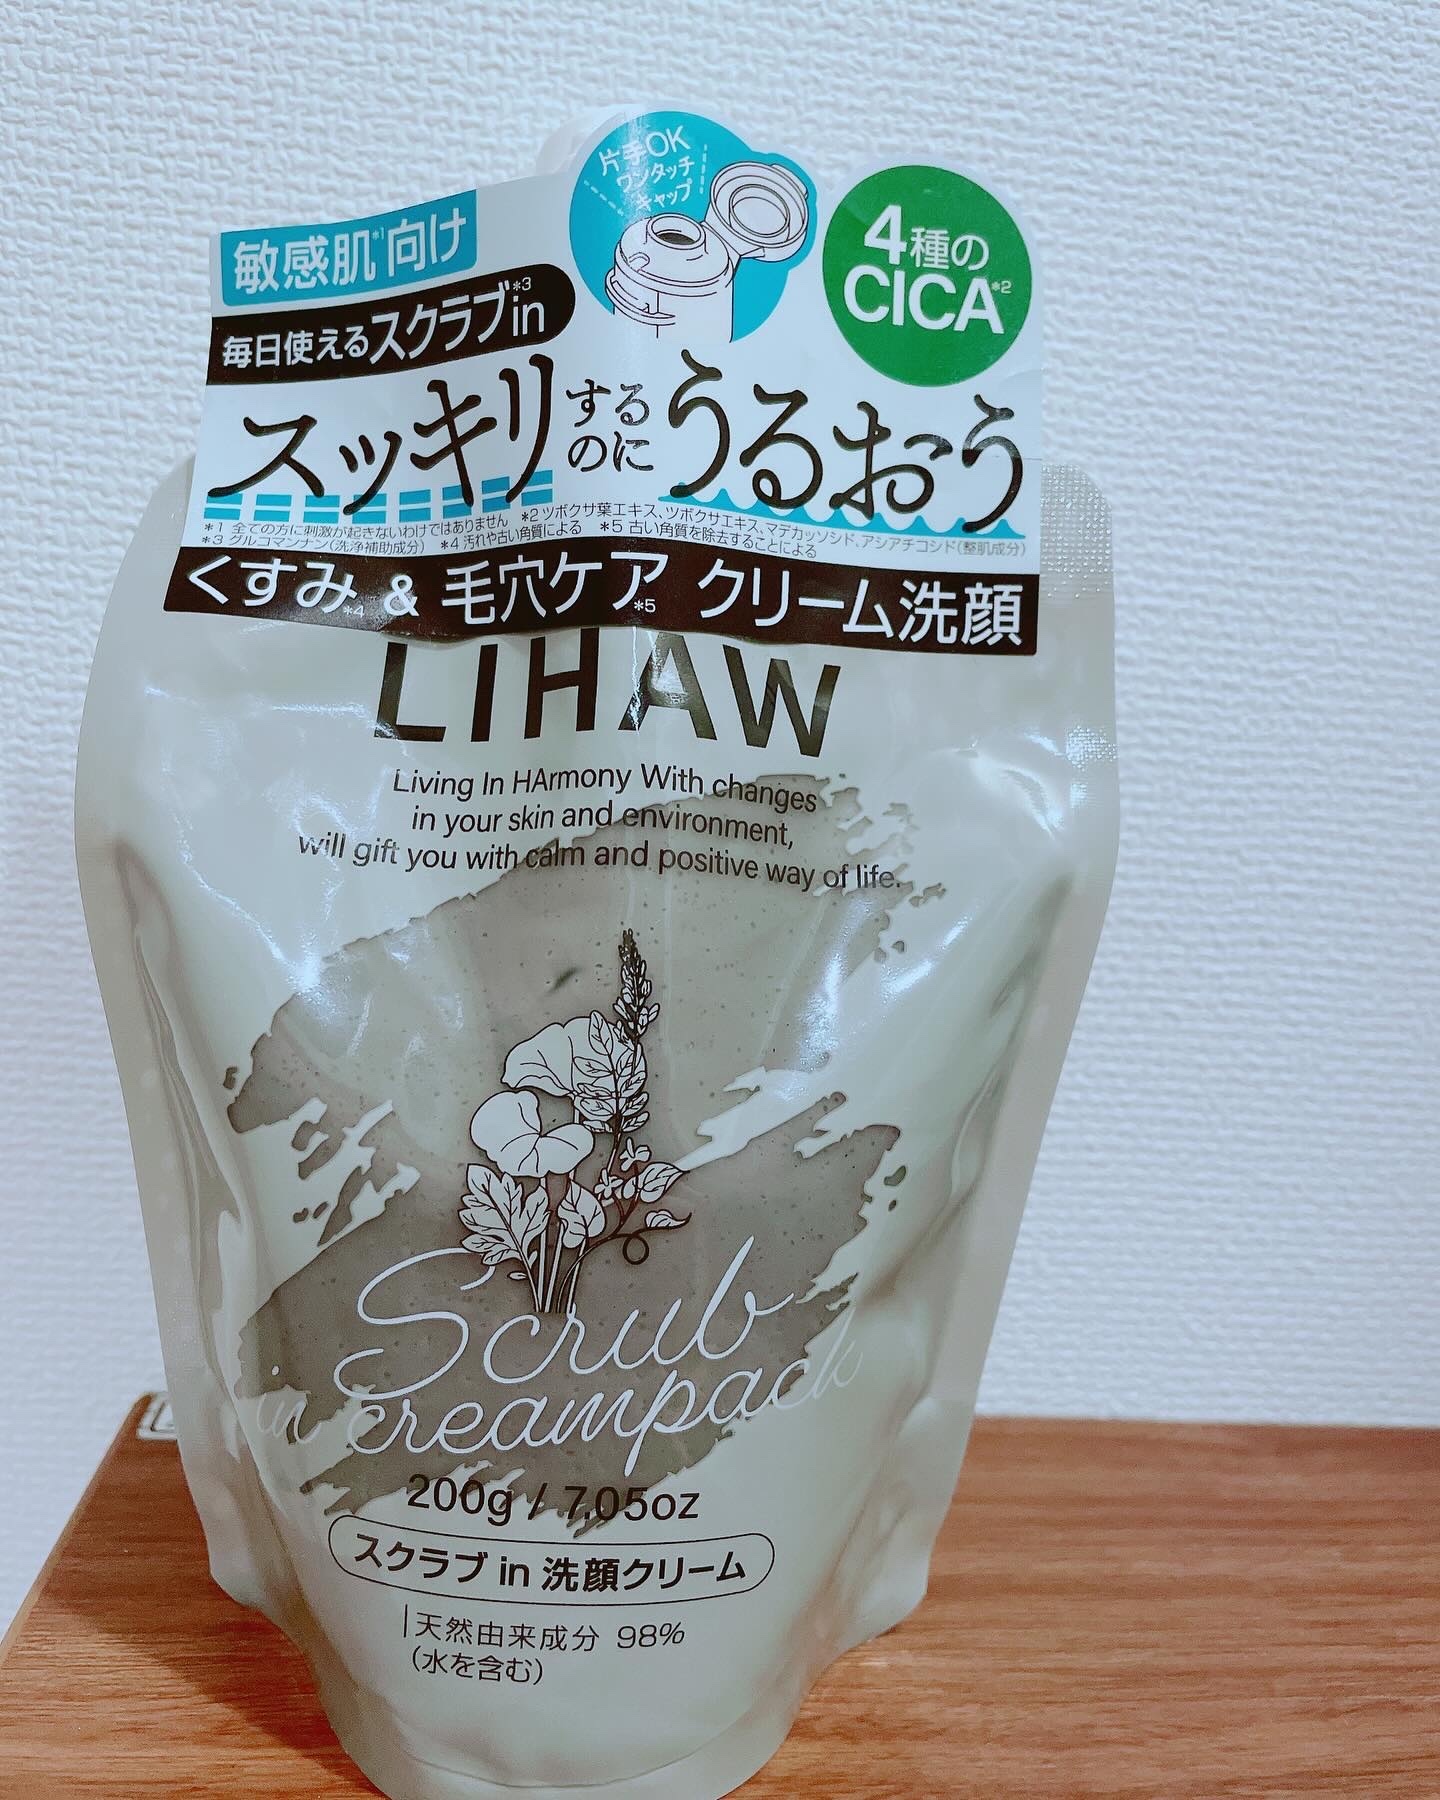 片手OK
ワンタッチ
キャップ
敏感肌*1向け
4種の
CICA*2
毎日使えるスクラブin*3
スッキリするのにうるおう
*1 全ての方に刺激が起きないわけではありません *2 ツボクサ葉エキス、ツボクサエキス、マデカッソシド、アシアチコシド(整肌成分)
*3 グルコマンナン(洗浄補助成分) *4 汚れや古い角質による *5 古い角質を除去することによる
くすみ*4 & 毛穴ケア*5 クリーム洗顔
LIHAW
Living In HArmony With changes
in your skin and environment,
will gift you with calm and positive way of life.
Scrub
in creampack
200g / 7.05oz
スクラブ in 洗顔クリーム
天然由来成分 98%
(水を含む)